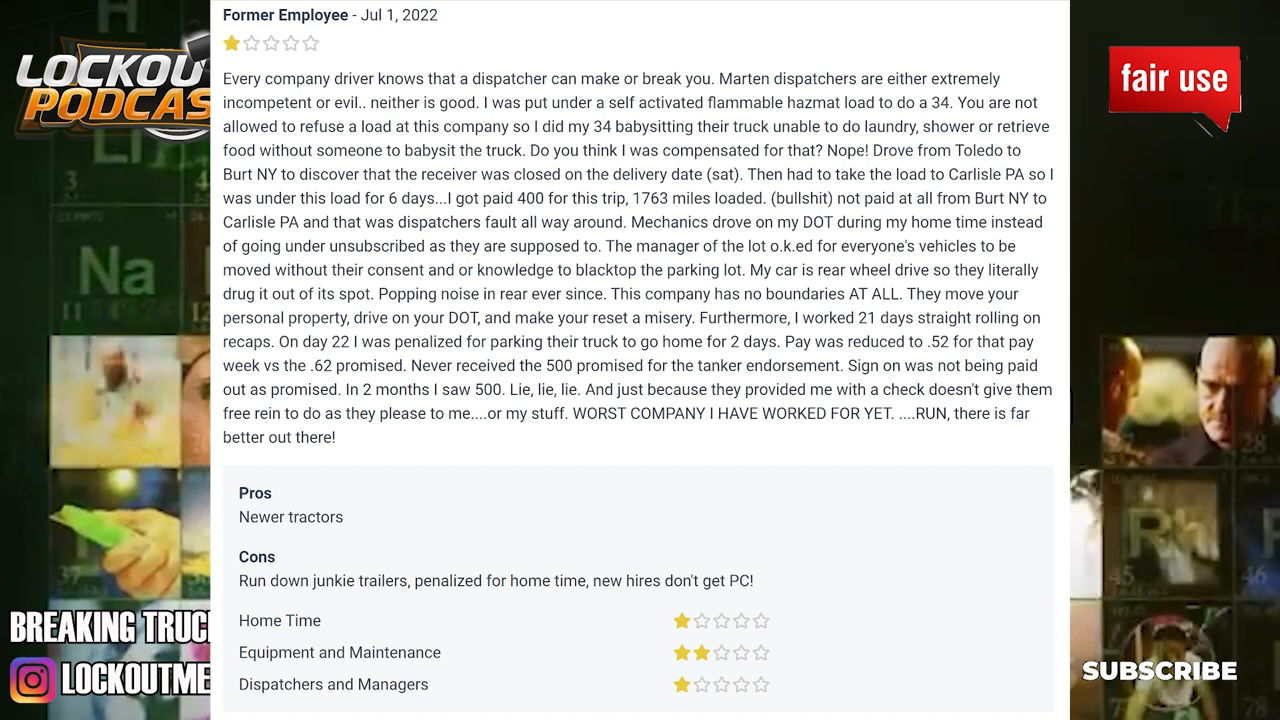 Former Employee - Jul 1, 2022
Every company driver knows that a dispatcher can make or break you. Marten dispatchers are either extremely
incompetent or evil.. neither is good. I was put under a self activated flammable hazmat load to do a 34. You are not
allowed to refuse a load at this company so I did my 34 babysitting their truck unable to do laundry, shower or retrieve
food without someone to babysit the truck. Do you think I was compensated for that? Nope! Drove from Toledo to
Burt NY to discover that the receiver was closed on the delivery date (sat). Then had to take the load to Carlisle PA so I
was under this load for 6 days...I got paid 400 for this trip, 1763 miles loaded. (bullshit) not paid at all from Burt NY to
Carlisle PA and that was dispatchers fault all way around. Mechanics drove on my DOT during my home time instead
of going under unsubscribed as they are supposed to. The manager of the lot o.k.ed for everyone's vehicles to be
moved without their consent and or knowledge to blacktop the parking lot. My car is rear wheel drive so they literally
drug it out of its spot. Popping noise in rear ever since. This company has no boundaries AT ALL. They move your
personal property, drive on your DOT, and make your reset a misery. Furthermore, I worked 21 days straight rolling on
recaps. On day 22 I was penalized for parking their truck to go home for 2 days. Pay was reduced to .52 for that pay
week vs the .62 promised. Never received the 500 promised for the tanker endorsement. Sign on was not being paid
out as promised. In 2 months I saw 500. Lie, lie, lie. And just because they provided me with a check doesn't give them
free rein to do as they please to me....or my stuff. WORST COMPANY I HAVE WORKED FOR YET. ....RUN, there is far
better out there!
Pros
Newer tractors
Cons
Run down junkie trailers, penalized for home time, new hires don't get PC!
Home Time
Equipment and Maintenance
Dispatchers and Managers
LOCKOU
PODCAS
3
Na
11
BREAKING TRUC
LOCKOUTME
fair use
28
Rh
45
46
SUBSCRIBE
78